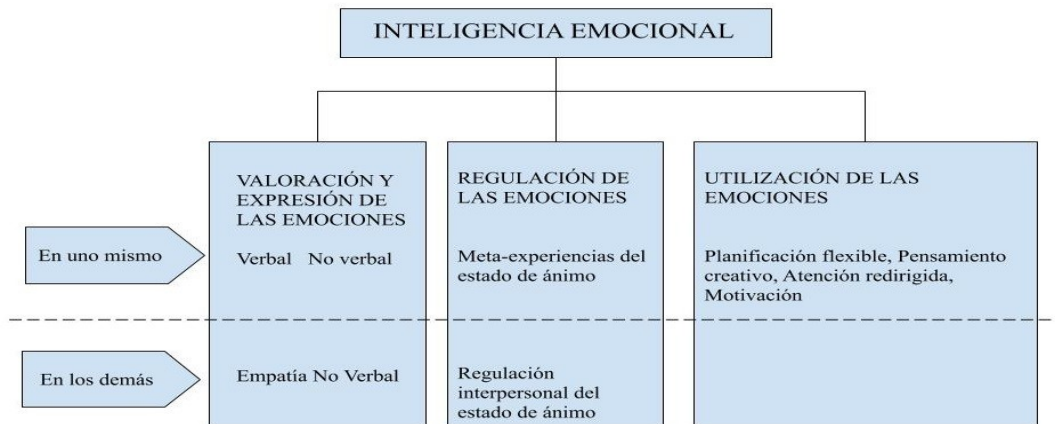 INTELIGENCIA EMOCIONAL
VALORACIÓN Y
EXPRESIÓN DE
LAS EMOCIONES
REGULACIÓN DE
LAS EMOCIONES
UTILIZACIÓN DE LAS
EMOCIONES
En uno mismo
Verbal No verbal
Meta-experiencias del
estado de ánimo
Planificación flexible, Pensamiento
creativo, Atención redirigida,
Motivación
En los demás
Empatía No Verbal
Regulación
interpersonal del
estado de ánimo